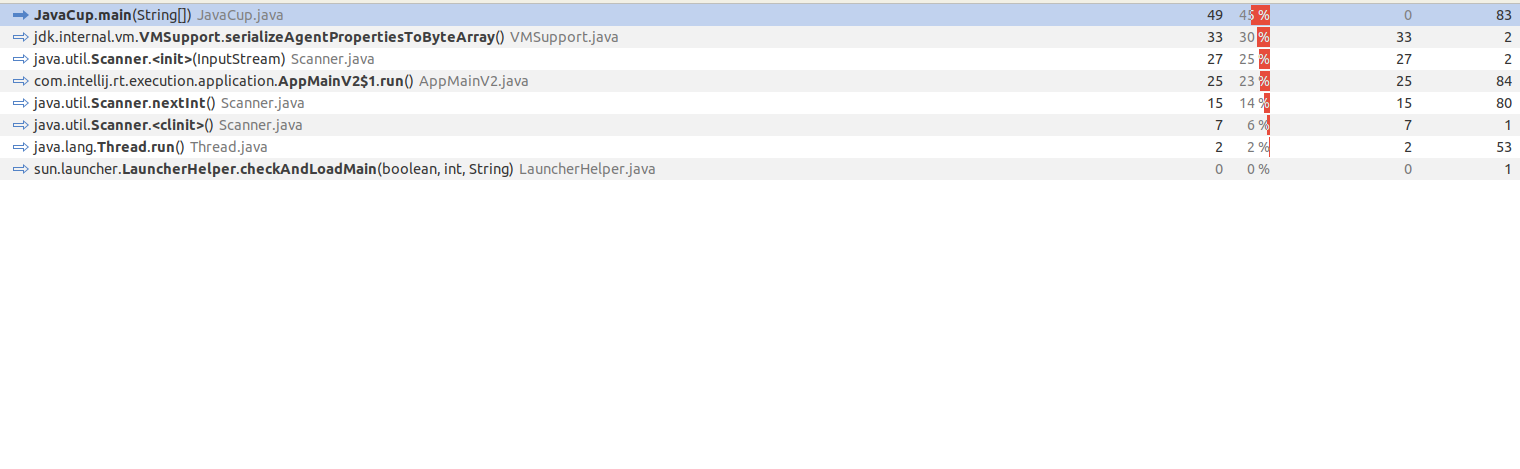 JavaCup.main(String[]) JavaCup.java 49 45 % 0 83
jdk.internal.vm.VMSupport.serializeAgentPropertiesToByteArray() VMSupport.java 33 30 % 33 2
java.util.Scanner.<init>(InputStream) Scanner.java 27 25 % 27 2
com.intellij.rt.execution.application.AppMainV2$1.run() AppMainV2.java 25 23 % 25 84
java.util.Scanner.nextInt() Scanner.java 15 14 % 15 80
java.util.Scanner.<clinit>() Scanner.java 7 6 % 7 1
java.lang.Thread.run() Thread.java 2 2 % 2 53
sun.launcher.LauncherHelper.checkAndLoadMain(boolean, int, String) LauncherHelper.java 0 0 % 0 1